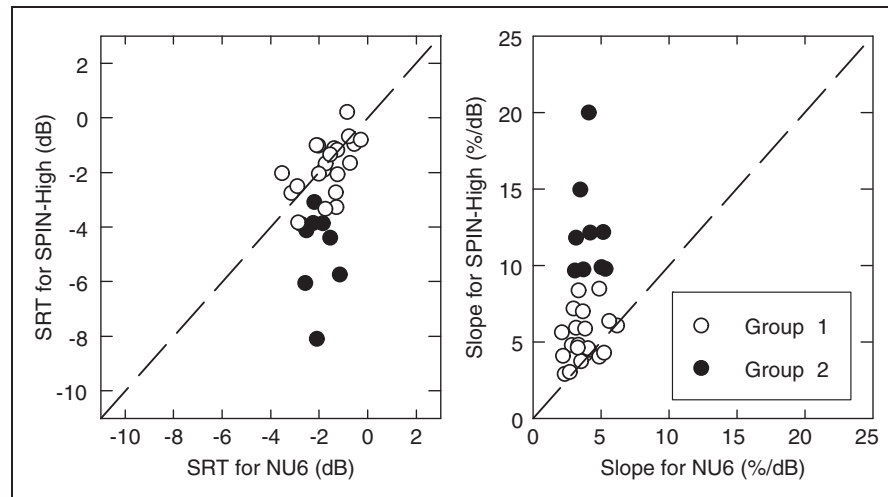 2
0
-2
-4
-6
-8
-10
SRT for SPIN-High (dB)
-10 -8 -6 -4 -2 0 2
SRT for NU6 (dB)
25
20
15
10
5
0
Slope for SPIN-High (%/dB)
0 5 10 15 20 25
Slope for NU6 (%/dB)
Group 1
Group 2